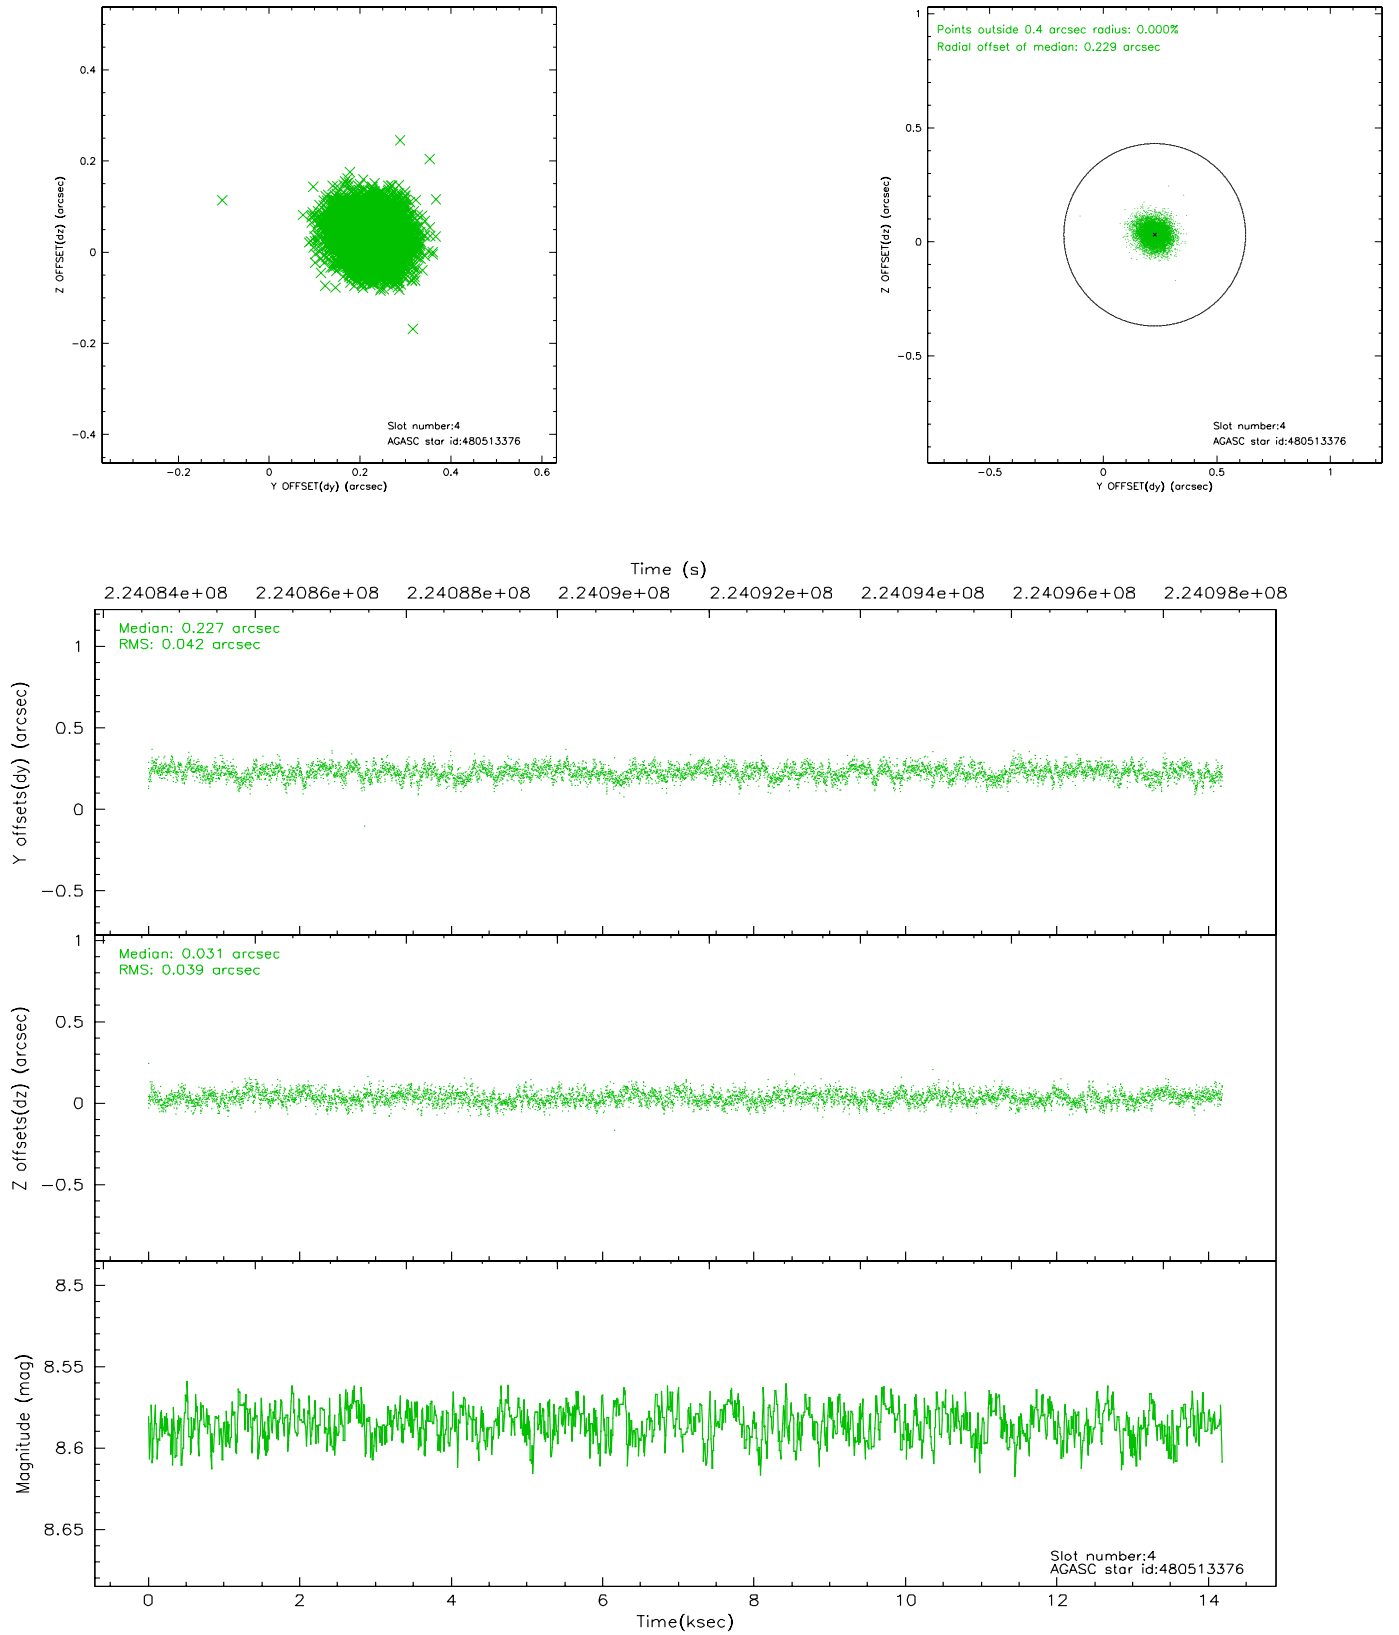 0.4
0.2
0
-0.2
-0.4
Z OFFSET(dz) (arcsec)
-0.2 0 0.2 0.4 0.6
Y OFFSET(dy) (arcsec)
Slot number:4
AGASC star id:480513376
Points outside 0.4 arcsec radius: 0.000%
Radial offset of median: 0.229 arcsec
1
0.5
0
-0.5
Z OFFSET(dz) (arcsec)
-0.5 0 0.5 1
Y OFFSET(dy) (arcsec)
Slot number:4
AGASC star id:480513376
Time (s)
2.24084e+08 2.24086e+08 2.24088e+08 2.2409e+08 2.24092e+08 2.24094e+08 2.24096e+08 2.24098e+08
Median: 0.227 arcsec
RMS: 0.042 arcsec
1
0.5
0
-0.5
Y offsets(dy) (arcsec)
Median: 0.031 arcsec
RMS: 0.039 arcsec
1
0.5
0
-0.5
Z offsets(dz) (arcsec)
8.5
8.55
8.6
8.65
Magnitude (mag)
Slot number:4
AGASC star id:480513376
0 2 4 6 8 10 12 14
Time(ksec)